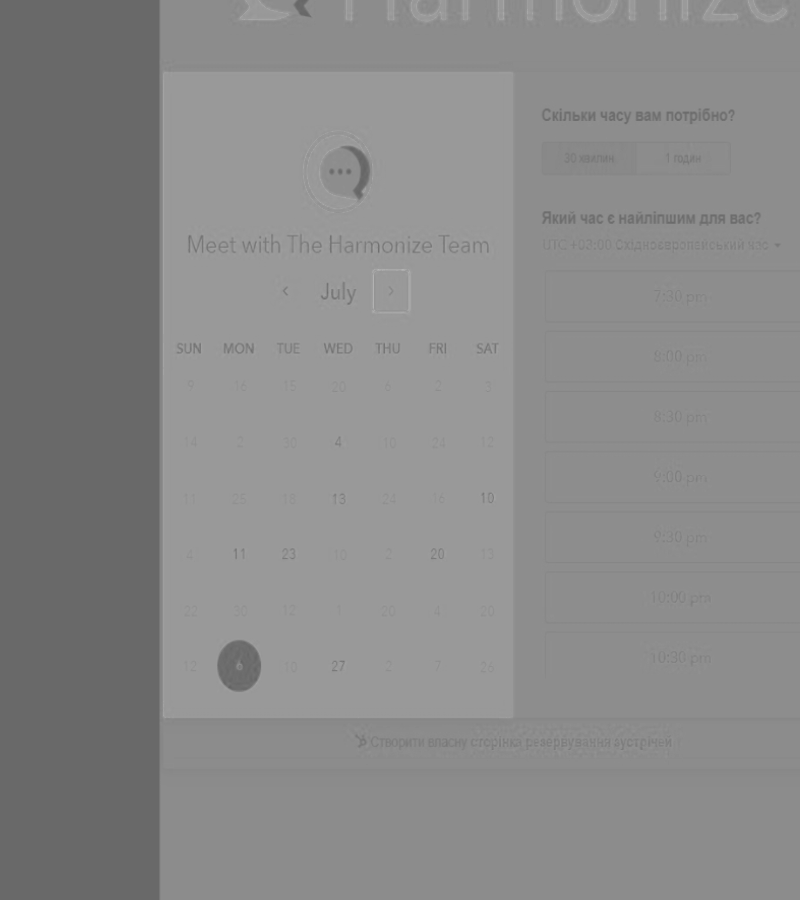 Harmonize
Скільки часу вам потрібно?
30 хвилин 1 годин
Meet with The Harmonize Team
Який час є найліпшим для вас?
UTC +03:00 Східноєвропейський час
July
SUN MON TUE WED THU FRI SAT
9 16 15 20 6 2 3
14 2 30 4 10 24 12
11 25 18 13 24 16 10
4 11 23 10 2 20 13
22 30 12 1 20 4 20
12 6 10 27 2 7 26
7:30 pm
8:00 pm
8:30 pm
9:00 pm
9:30 pm
10:00 pm
10:30 pm
Створити власну сторінка резервування зустрічей